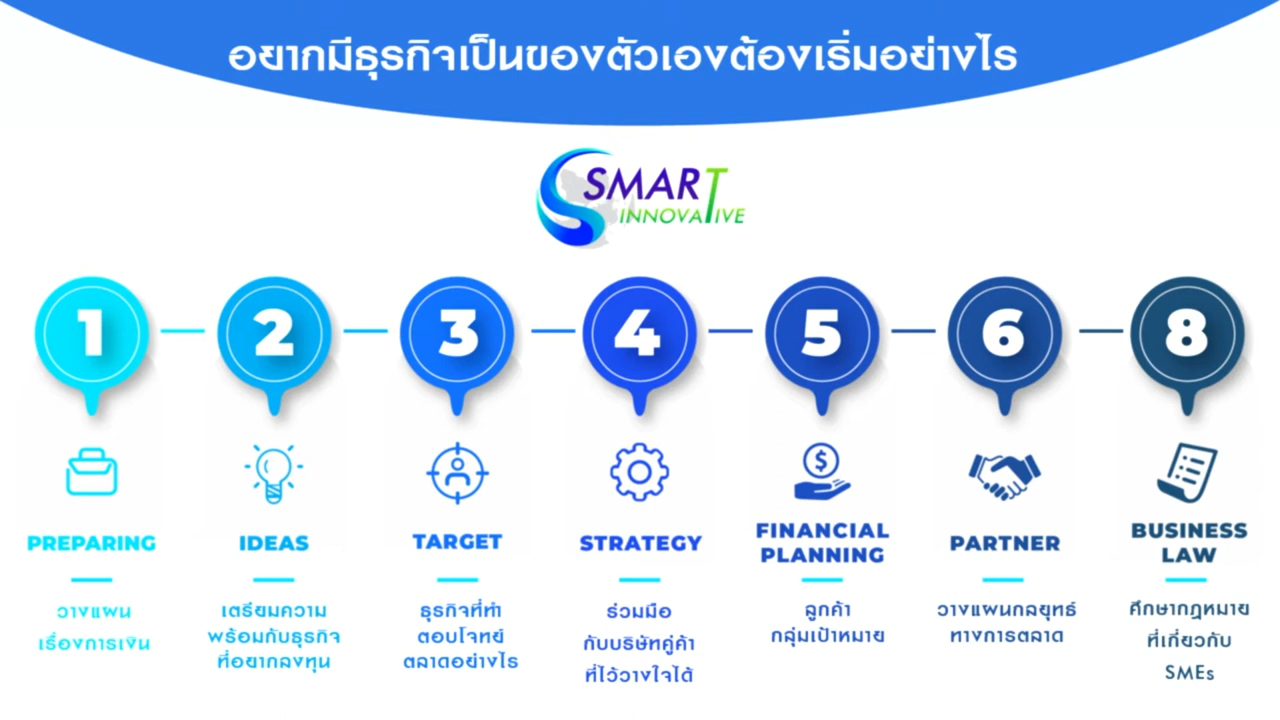 อยากมีธุรกิจเป็นของตัวเองต้องเริ่มอย่างไร
SMART
INNOVATIVE
1
2
3
4
5
6
8
PREPARING
วางแผน
เรื่องการเงิน
IDEAS
เตรียมความ
พร้อมกับธุรกิจ
ที่อยากลงทุน
TARGET
ธุรกิจที่ทำ
ตอบโจทย์
ตลาดอย่างไร
STRATEGY
ร่วมมือ
กับบริษัทคู่ค้า
ที่ไว้วางใจได้
FINANCIAL
PLANNING
ลูกค้า
กลุ่มเป้าหมาย
PARTNER
วางแผนกลยุทธ์
ทางการตลาด
BUSINESS
LAW
ศึกษากฎหมาย
ที่เกี่ยวกับ
SMEs